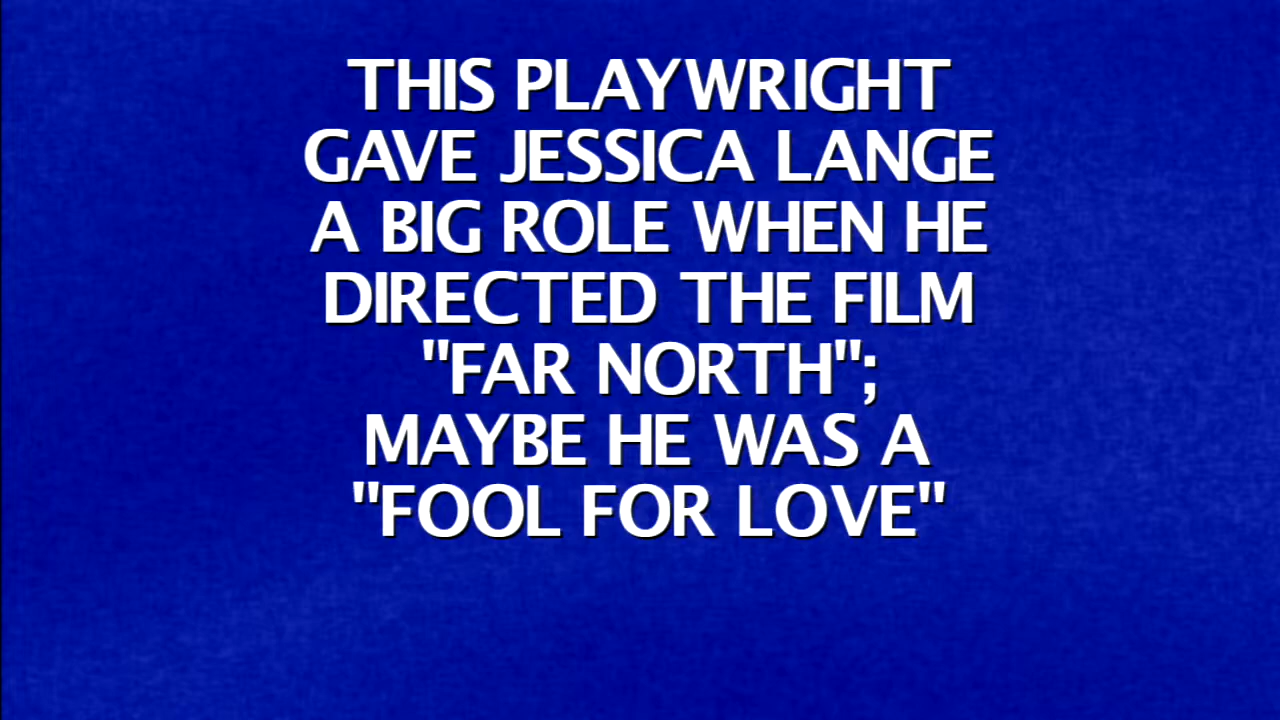 THIS PLAYWRIGHT
GAVE JESSICA LANGE
A BIG ROLE WHEN HE
DIRECTED THE FILM
"FAR NORTH";
MAYBE HE WAS A
"FOOL FOR LOVE"